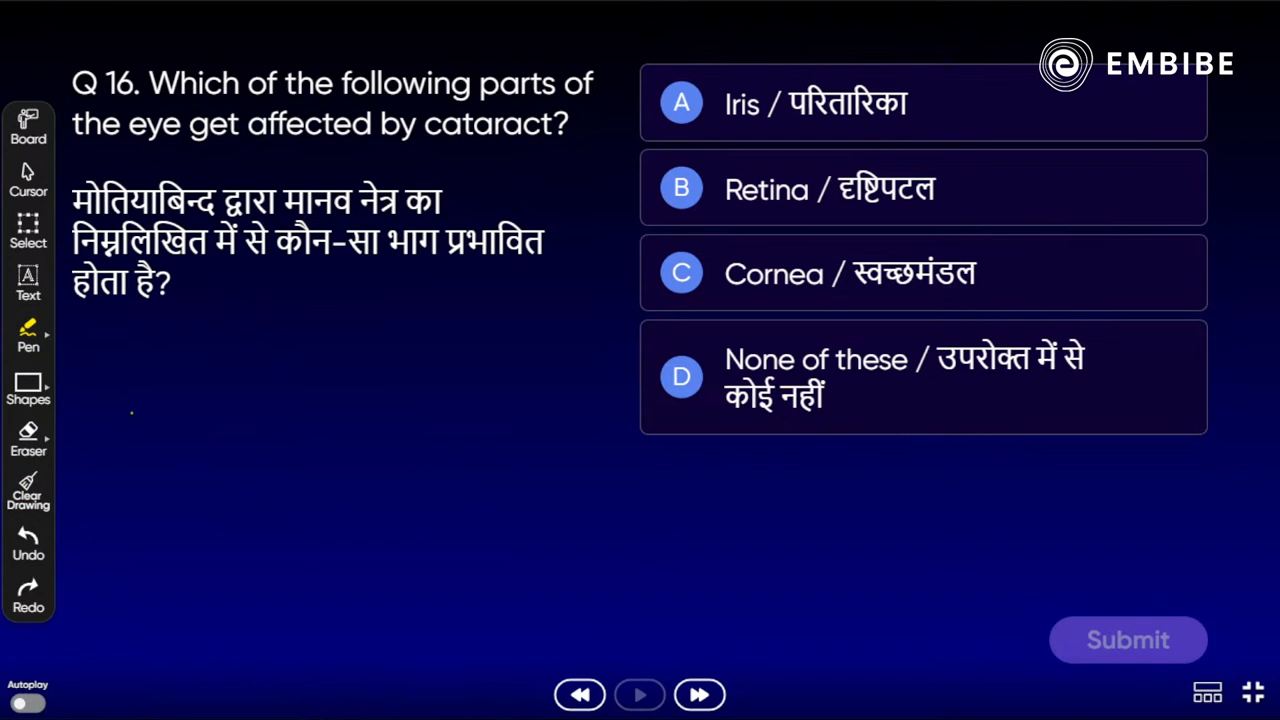 EMBIBE
Q 16. Which of the following parts of
the eye get affected by cataract?
मोतियाबिन्द द्वारा मानव नेत्र का
निम्नलिखित में से कौन-सा भाग प्रभावित
होता है?
A Iris / परितारिका
B Retina / दृष्टिपटल
C Cornea / स्वच्छमंडल
D None of these / उपरोक्त में से
कोई नहीं
Board
Cursor
Select
A
Text
Pen
Shapes
Eraser
Clear
Drawing
Undo
Redo
Submit
Autoplay